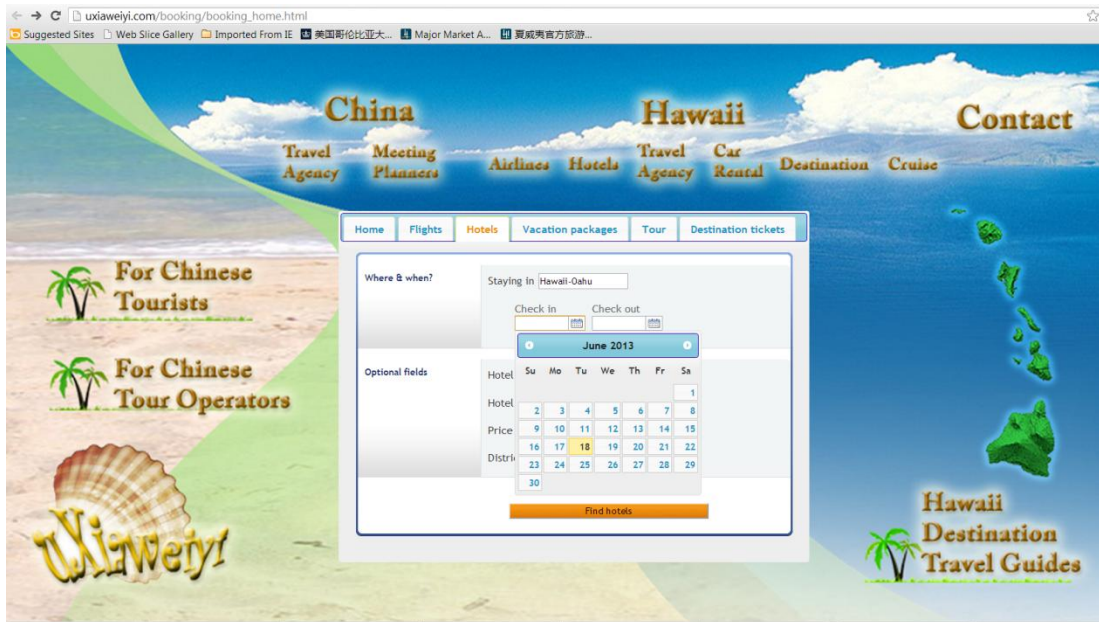 uxiaweiyi.com/booking/booking_home.html
Suggested Sites Web Slice Gallery Imported From IE 美国哥伦比亚大... Major Market A... 夏威夷官方旅游...
China Hawaii Contact
Travel Agency Meeting Planners Airlines Hotels Travel Agency Car Rental Destination Cruise
Home Flights Hotels Vacation packages Tour Destination tickets
For Chinese
Tourists
For Chinese
Tour Operators
uXiaweiyi
Where & when?
Staying in Hawaii-Oahu
Check in Check out
June 2013
Su Mo Tu We Th Fr Sa
1
2 3 4 5 6 7 8
9 10 11 12 13 14 15
16 17 18 19 20 21 22
23 24 25 26 27 28 29
30
Optional fields
Hotel
Hotel
Price
Distri
Find hotels
Hawaii
Destination
Travel Guides